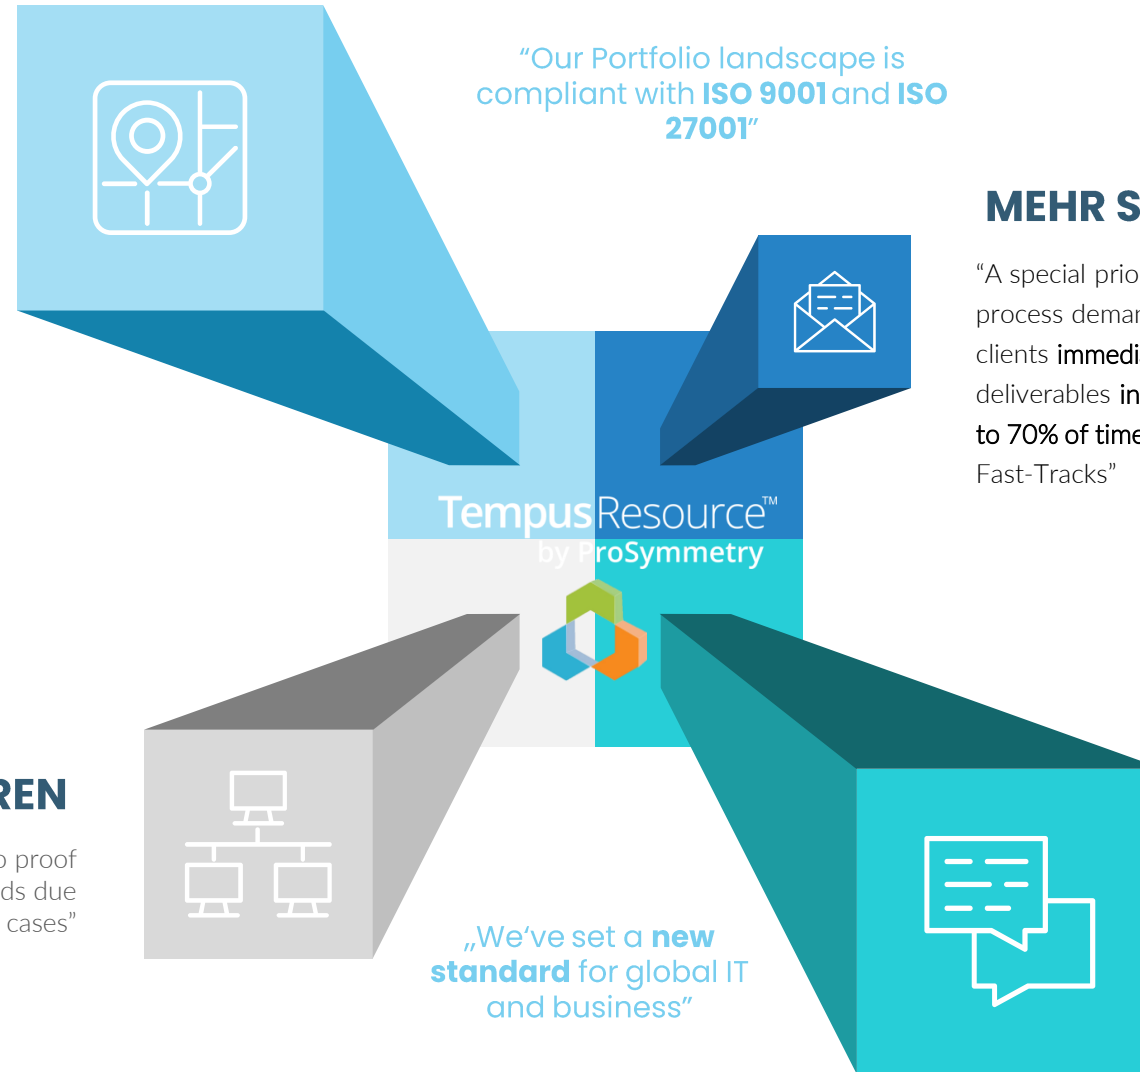 “Our Portfolio landscape is
compliant with ISO 9001 and ISO
27001”
MEHR S
“A special prio
process deman
clients immedia
deliverables in
to 70% of time
Fast-Tracks”
TempusResource™
by ProSymmetry
REN
o proof
ds due
cases”
„We‘ve set a new
standard for global IT
and business”